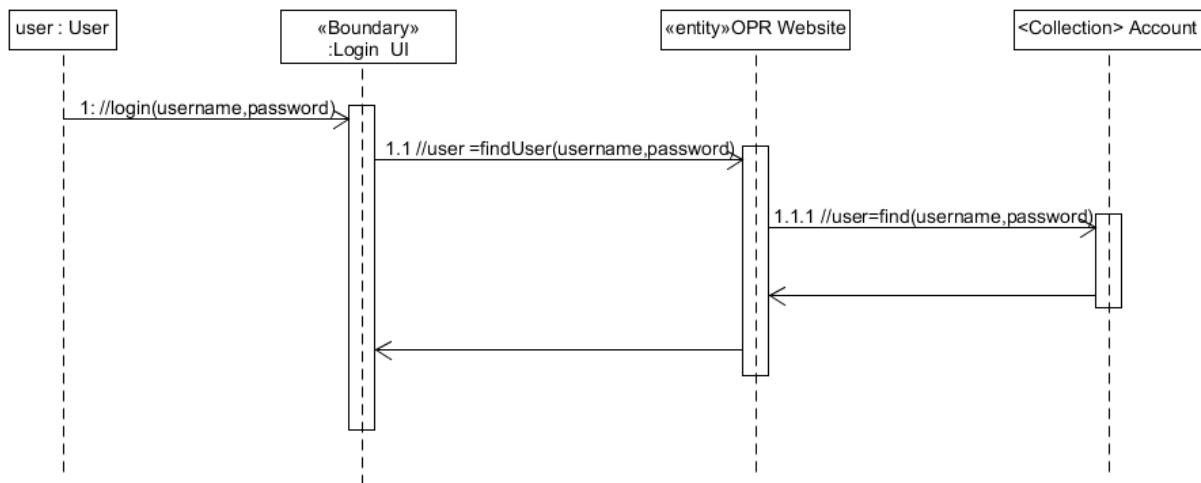 user : User
«Boundary»
:Login UI
«entity»OPR Website
<Collection> Account
1: //login(username,password)
1.1 //user =findUser(username,password)
1.1.1 //user=find(username,password)